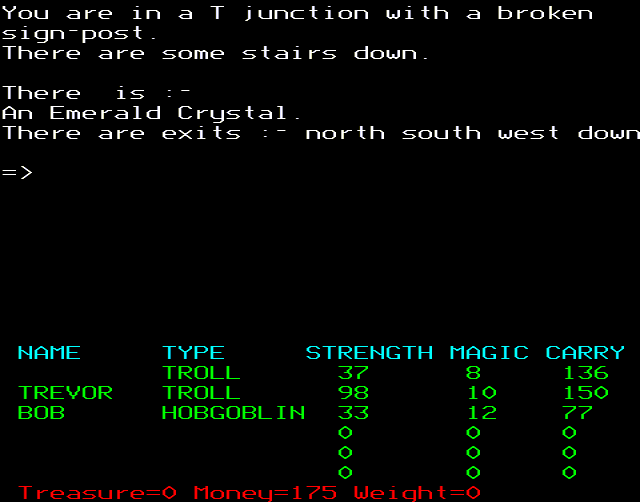 You are in a T junction with a broken
sign-post.
There are some stairs down.
There  is :-
An Emerald Crystal.
There are exits :- north south west down
=>
NAME TYPE STRENGTH MAGIC CARRY
TROLL 37 8 136
TREVOR TROLL 98 10 150
BOB HOBGOBLIN 33 12 77
0 0 0
0 0 0
0 0 0
Treasure=0 Money=175 Weight=0